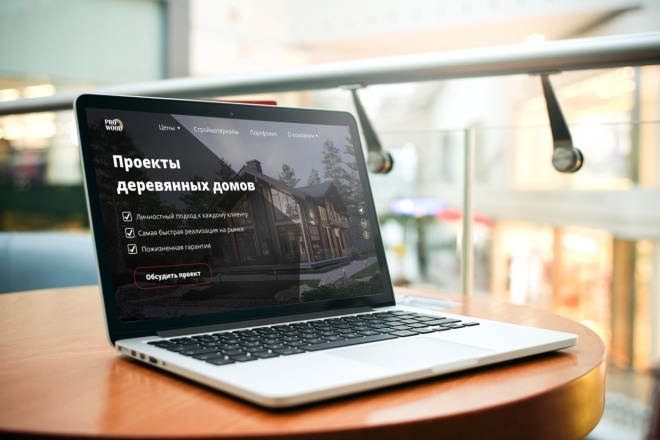 PRO
WOOD
Цены
Стройматериалы
Портфолио
О компании
Проекты
деревянных домов
Личностный подход к каждому клиенту
Самая быстрая реализация на рынке
Пожизненная гарантия
Обсудить проект